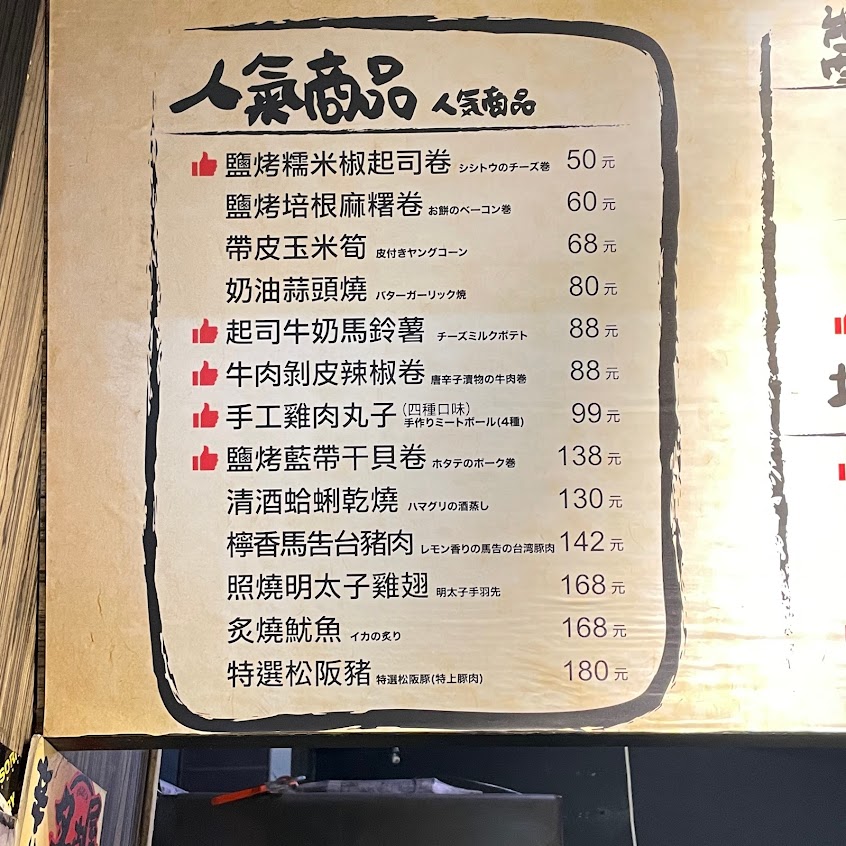 人氣商品 人気商品
鹽烤糯米椒起司卷 シシトウのチーズ巻 50元
鹽烤培根麻糬卷 お餅のベーコン巻 60元
帶皮玉米筍 皮付きヤングコーン 68元
奶油蒜頭燒 バターガーリック焼 80元
起司牛奶馬鈴薯 チーズミルクポテト 88元
牛肉剝皮辣椒卷 唐辛子漬物の牛肉巻 88元
手工雞肉丸子(四種口味) 手作りミートボール(4種) 99元
鹽烤藍帶干貝卷 ホタテのポーク巻 138元
清酒蛤蜊乾燒 ハマグリの酒蒸し 130元
檸香馬告台豬肉 レモン香りの馬告の台湾豚肉 142元
照燒明太子雞翅 明太子手羽先 168元
炙燒魷魚 イカの炙り 168元
特選松阪豬 特選松阪豚(特上豚肉) 180元